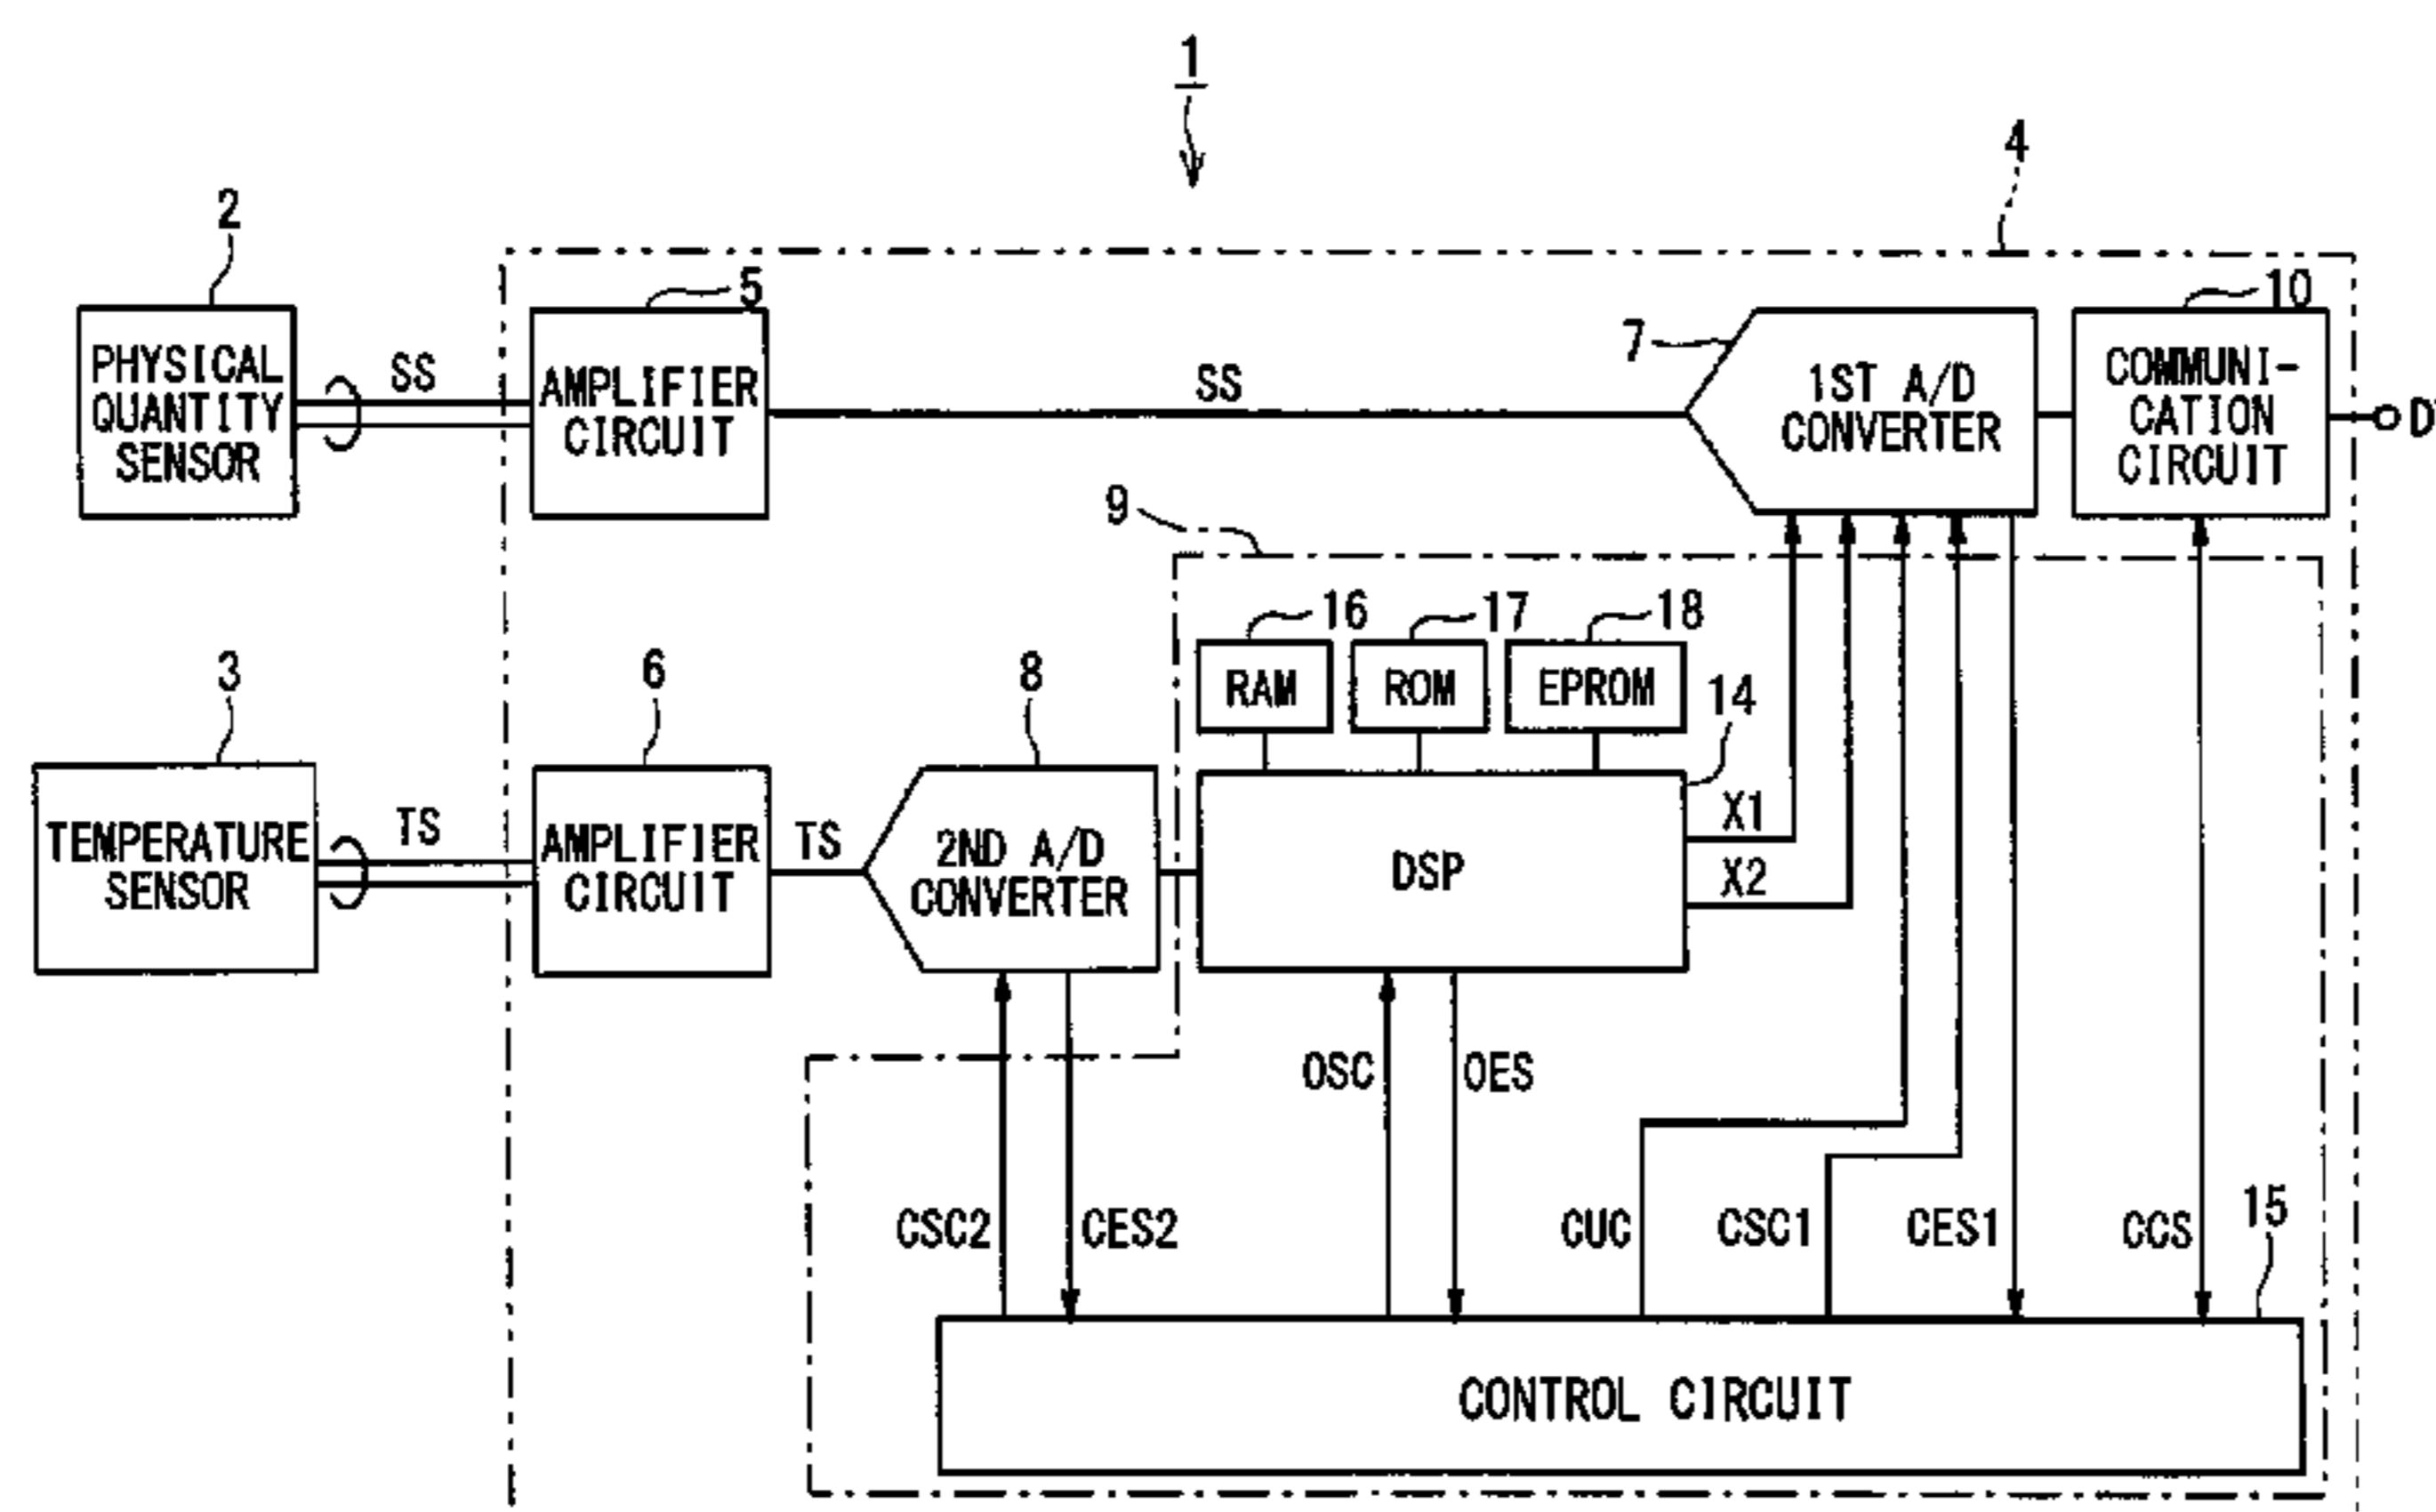 1
4
2
5
10
PHYSICAL
QUANTITY
SENSOR
SS
AMPLIFIER
CIRCUIT
SS
7
1ST A/D
CONVERTER
COMMUNI-
CATION
CIRCUIT
9
16
17
18
RAM
ROM
EPROM
14
3
6
8
TEMPERATURE
SENSOR
TS
AMPLIFIER
CIRCUIT
TS
2ND A/D
CONVERTER
DSP
X1
X2
OSC
OES
CSC2
CES2
CUC
CSC1
CES1
CCS
15
CONTROL CIRCUIT